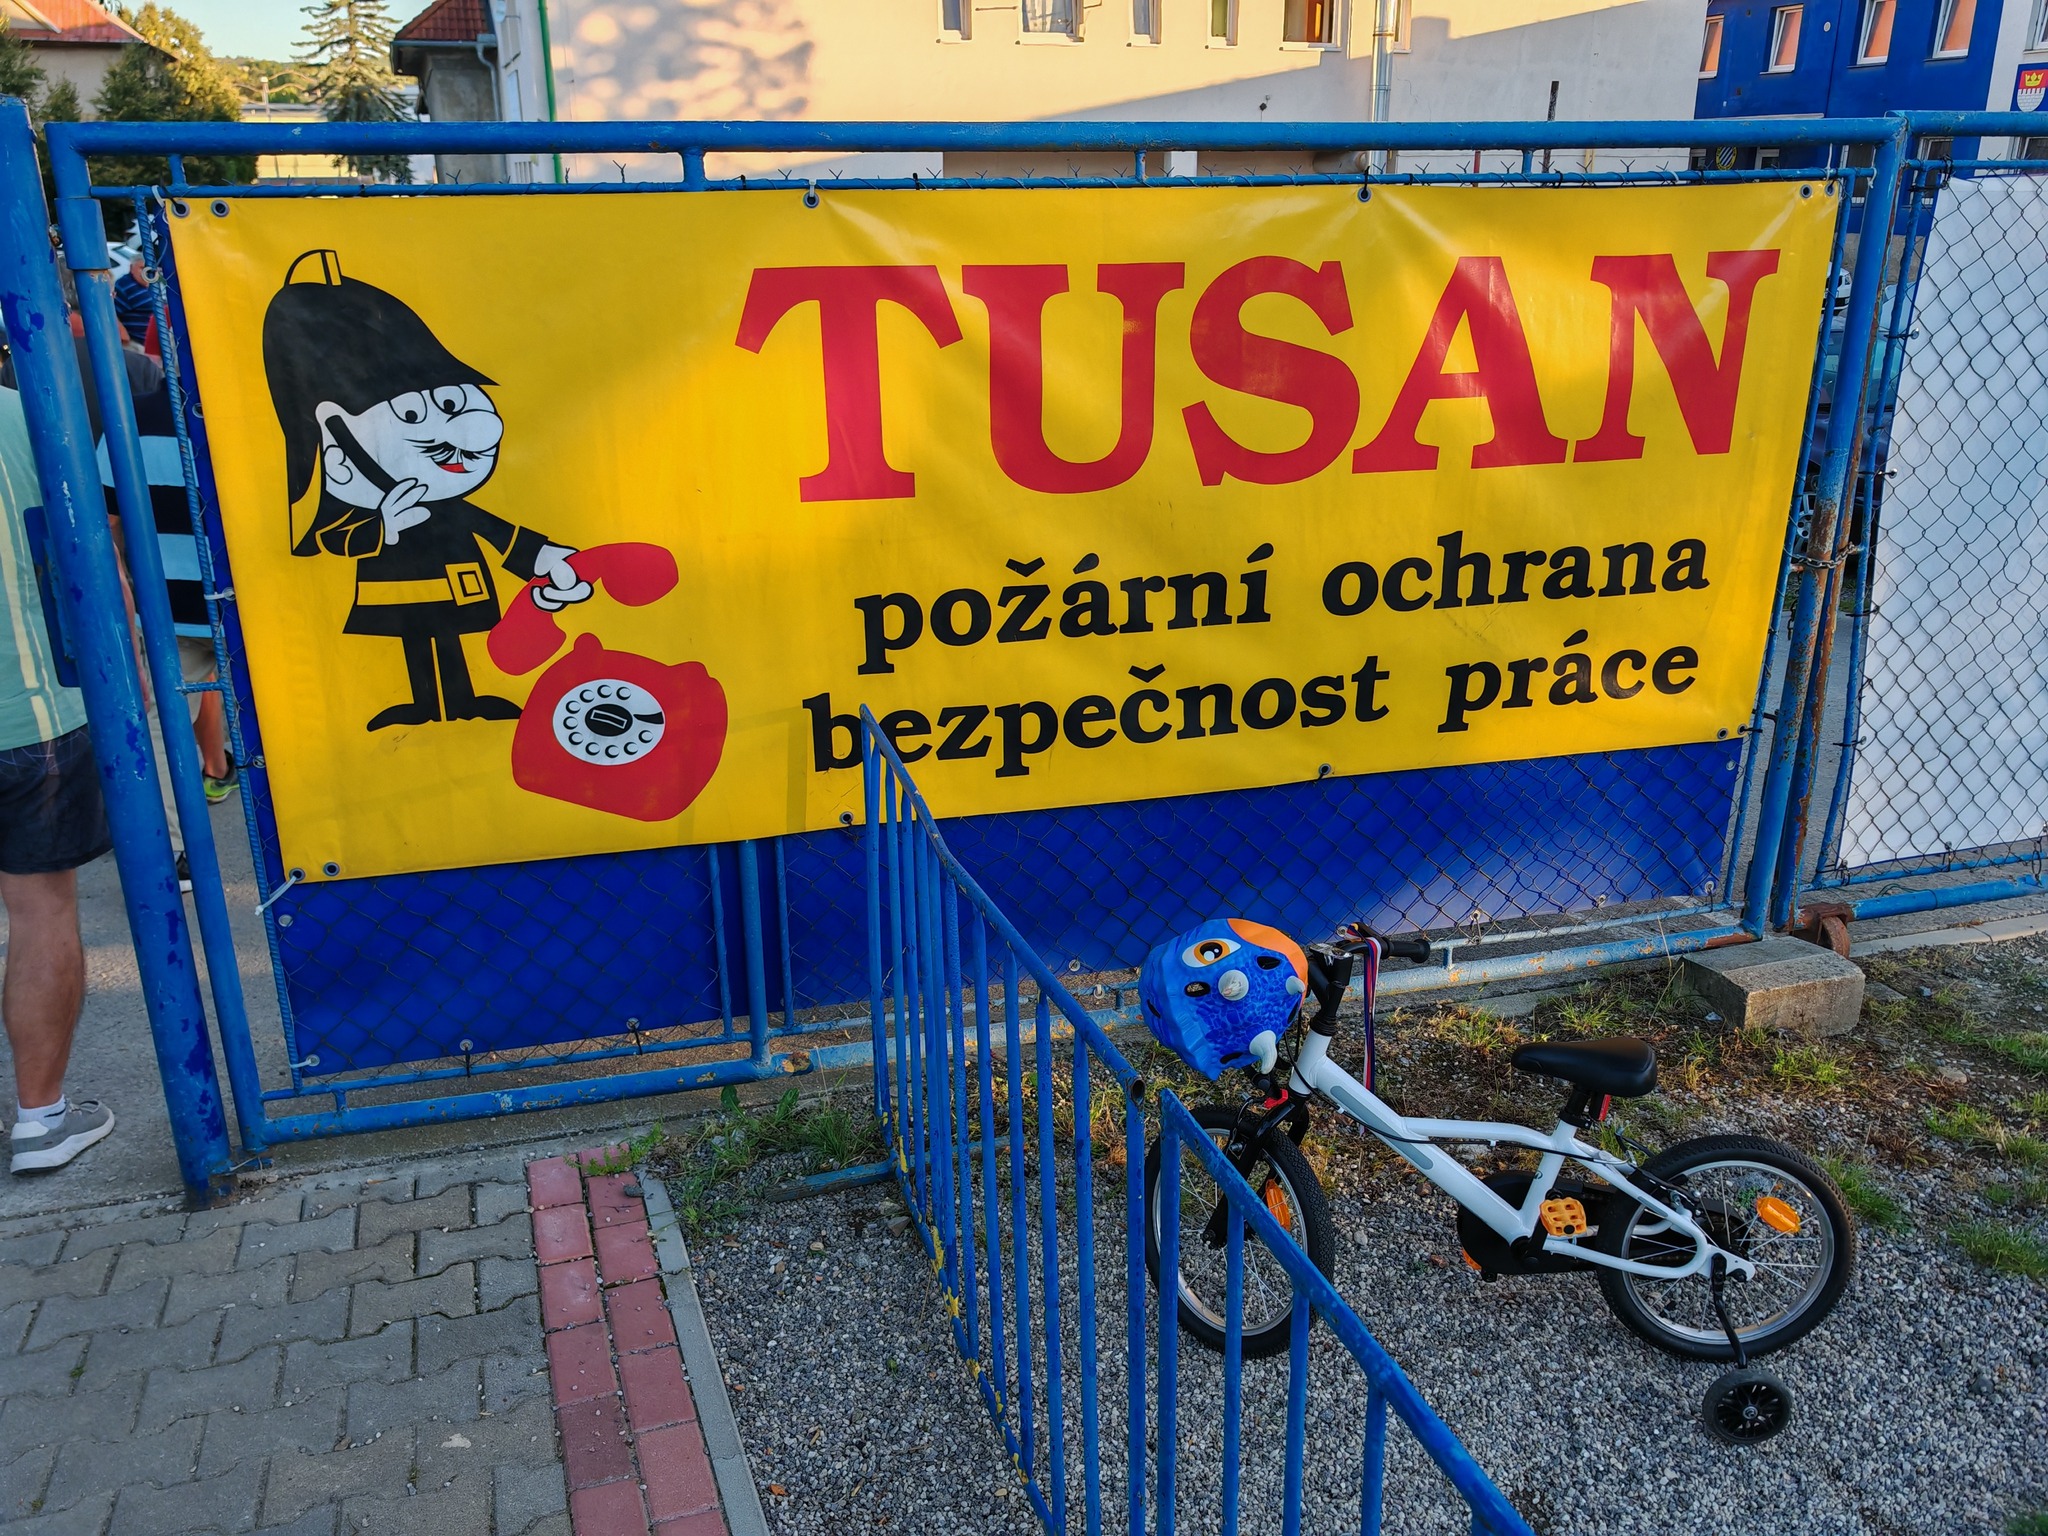 TUSAN
požární ochrana
bezpečnost práce